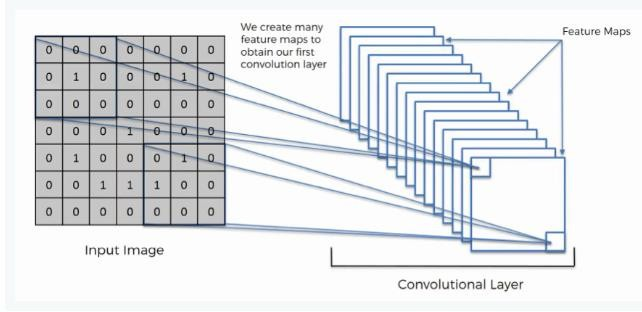 We create many
feature maps to
obtain our first
convolution layer
Feature Maps
0 0 0 0 0 0 0
0 1 0 0 0 1 0
0 0 0 0 0 0 0
0 0 0 1 0 0 0
0 1 0 0 0 1 0
0 0 1 1 1 0 0
0 0 0 0 0 0 0
Input Image
Convolutional Layer